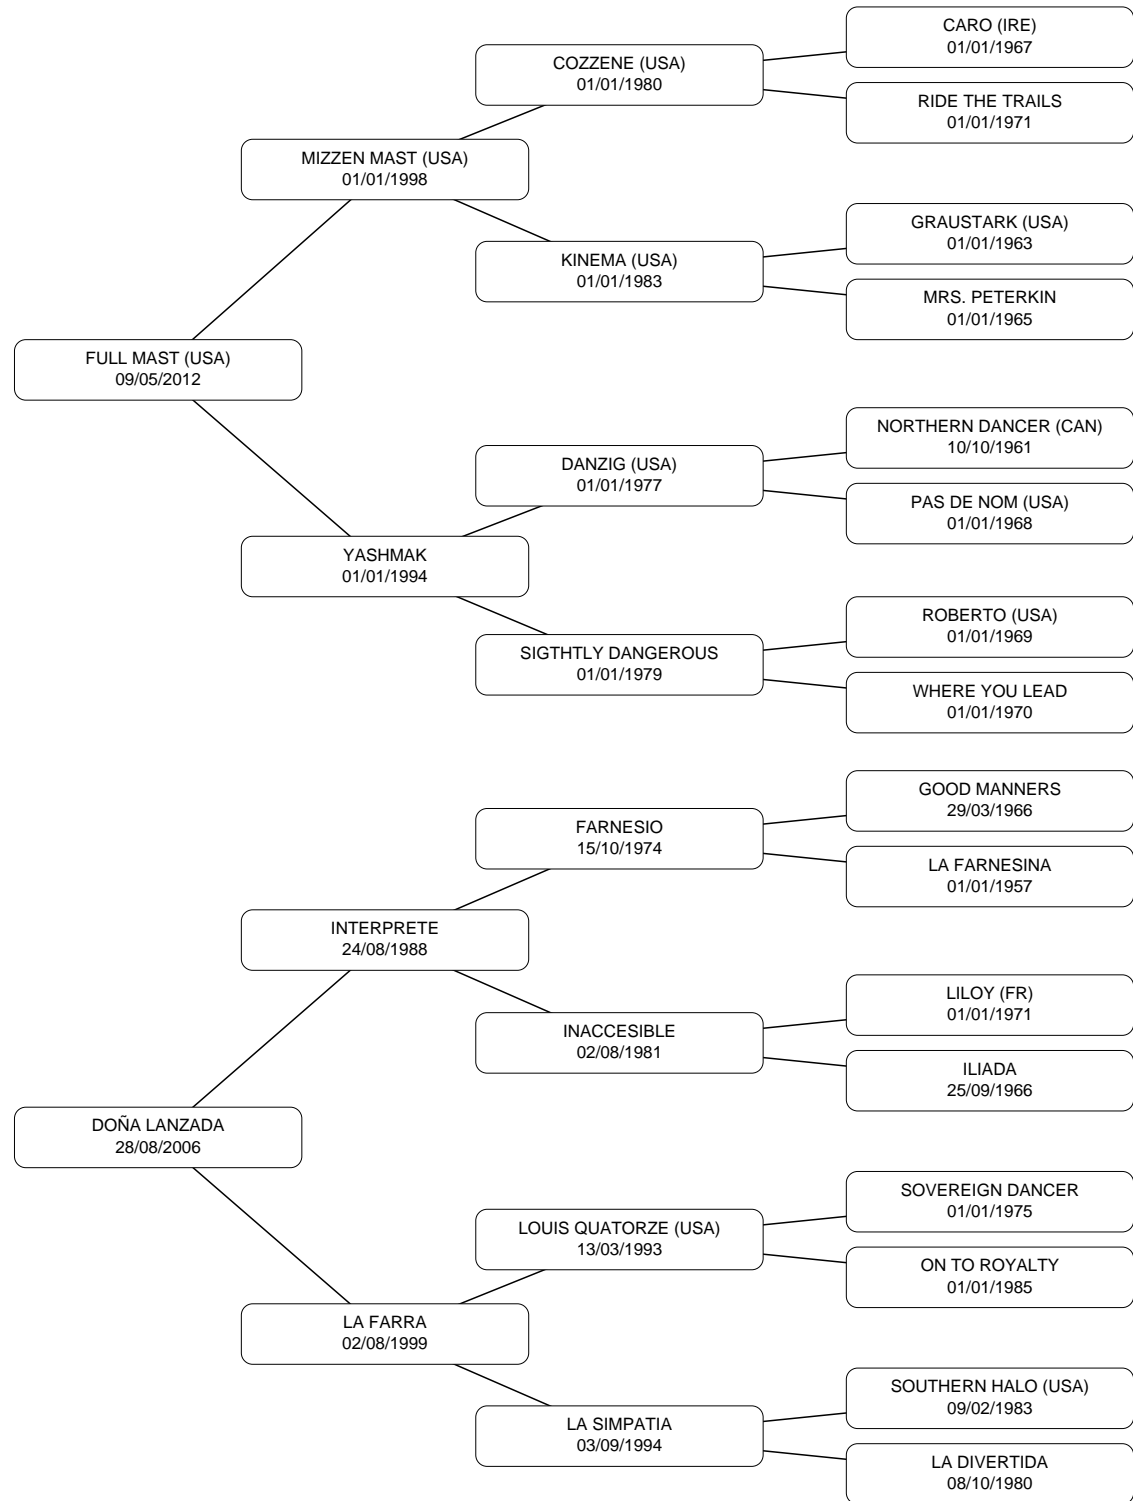 CARO (IRE)
01/01/1967
COZZENE (USA)
01/01/1980
RIDE THE TRAILS
01/01/1971
MIZZEN MAST (USA)
01/01/1998
GRAUSTARK (USA)
01/01/1963
KINEMA (USA)
01/01/1983
MRS. PETERKIN
01/01/1965
FULL MAST (USA)
09/05/2012
NORTHERN DANCER (CAN)
10/10/1961
DANZIG (USA)
01/01/1977
PAS DE NOM (USA)
01/01/1968
YASHMAK
01/01/1994
ROBERTO (USA)
01/01/1969
SIGTHTLY DANGEROUS
01/01/1979
WHERE YOU LEAD
01/01/1970
GOOD MANNERS
29/03/1966
FARNESIO
15/10/1974
LA FARNESINA
01/01/1957
INTERPRETE
24/08/1988
LILOY (FR)
01/01/1971
INACCESIBLE
02/08/1981
ILIADA
25/09/1966
DOÑA LANZADA
28/08/2006
SOVEREIGN DANCER
01/01/1975
LOUIS QUATORZE (USA)
13/03/1993
ON TO ROYALTY
01/01/1985
LA FARRA
02/08/1999
SOUTHERN HALO (USA)
09/02/1983
LA SIMPATIA
03/09/1994
LA DIVERTIDA
08/10/1980